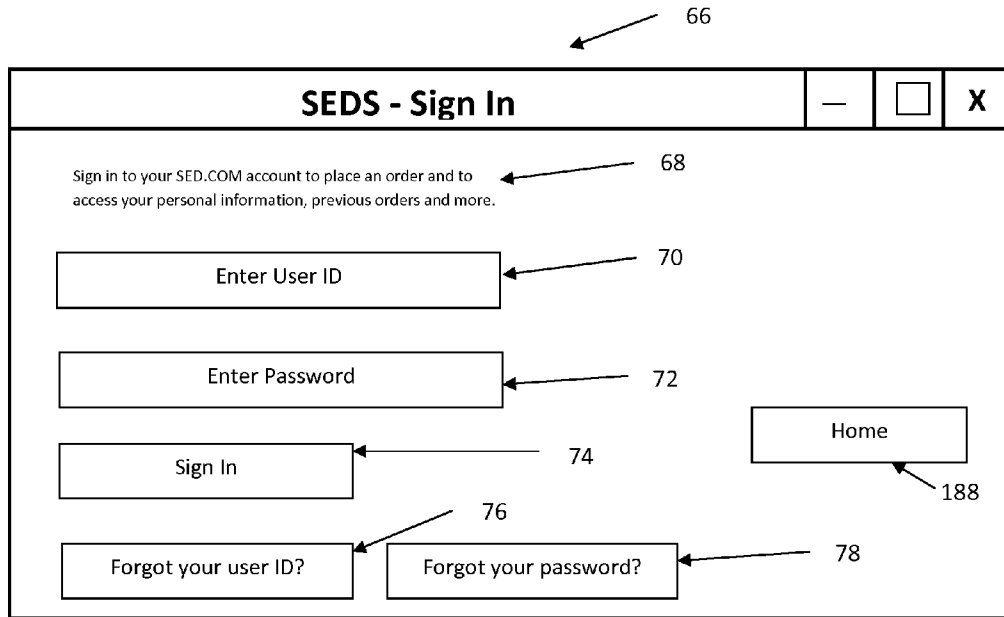 66
SEDS - Sign In
— X
Sign in to your SED.COM account to place an order and to
access your personal information, previous orders and more.
68
Enter User ID
70
Enter Password
72
Home
Sign In
74
188
76
Forgot your user ID?
Forgot your password?
78